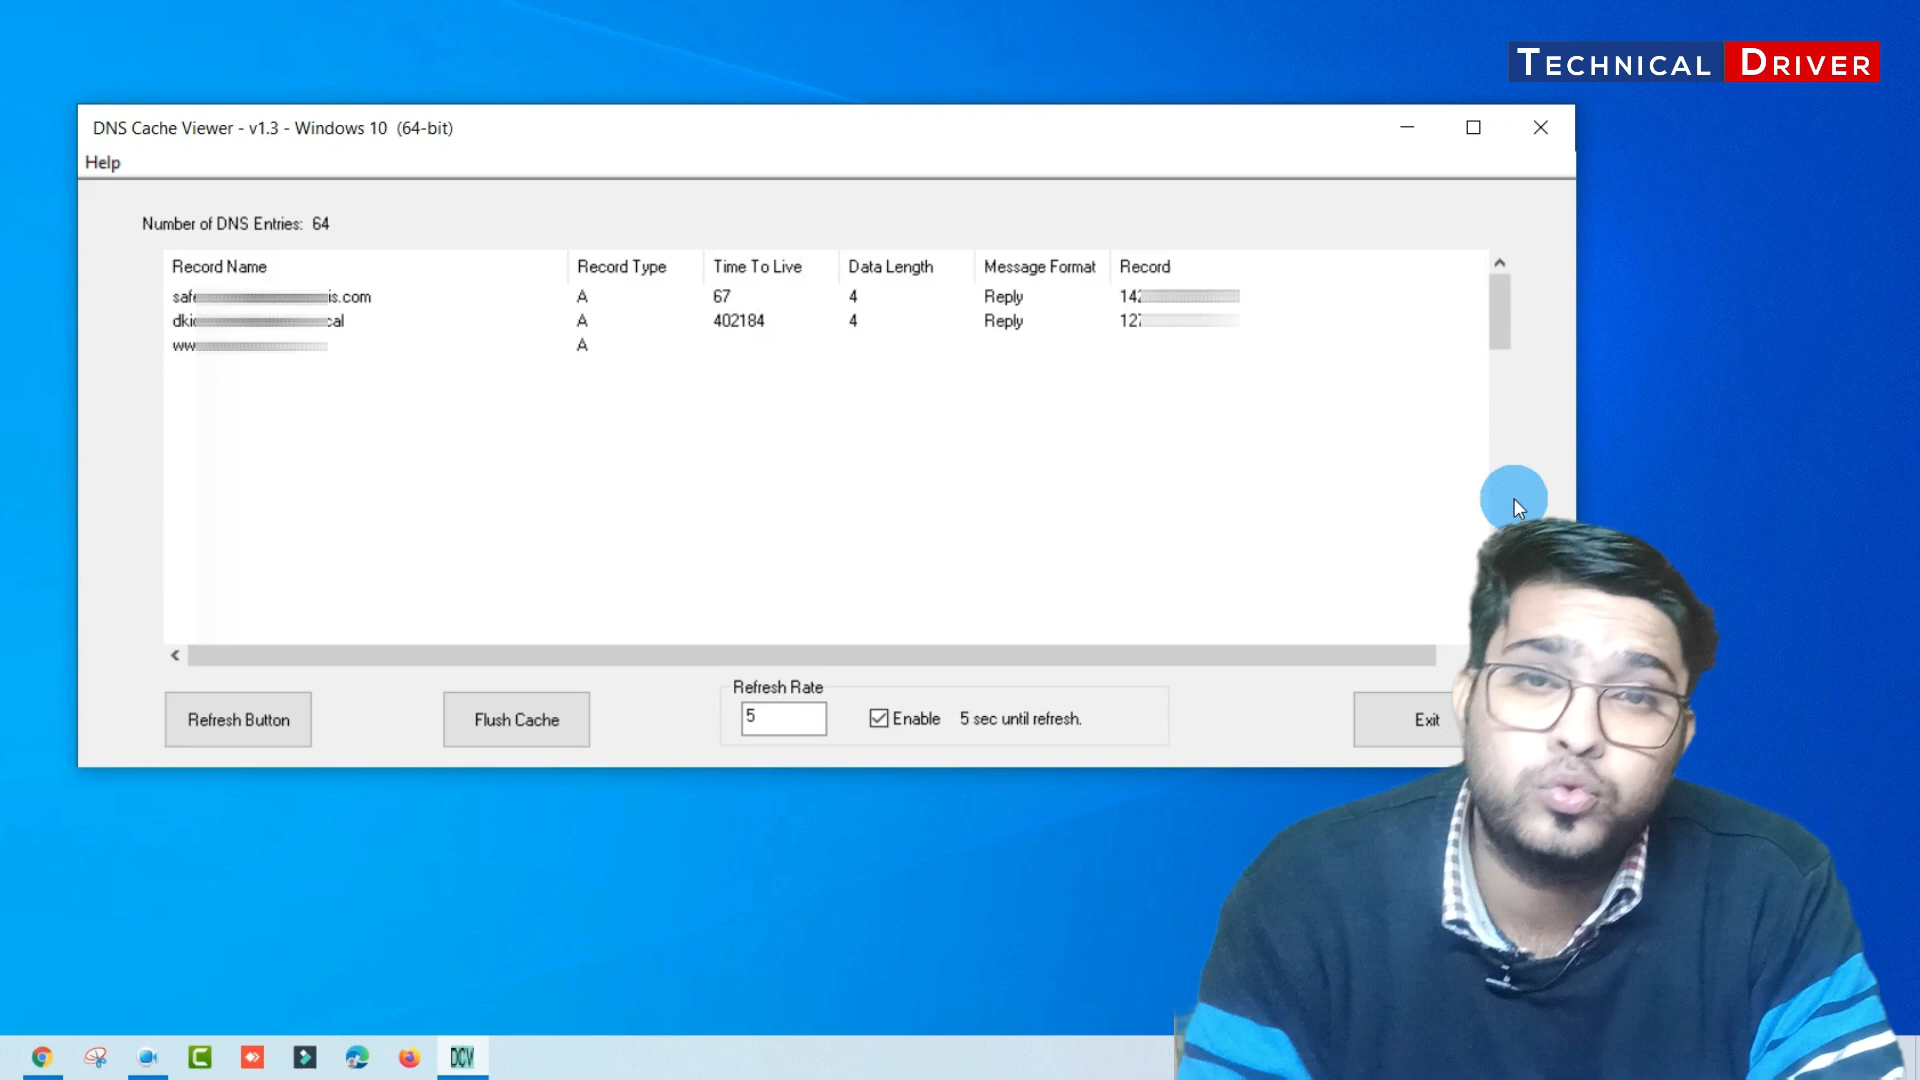 TECHNICAL DRIVER
DNS Cache Viewer - v1.3 - Windows 10 (64-bit)
Help
Number of DNS Entries: 64
Record Name Record Type Time To Live Data Length Message Format Record
is.com A 67 4 Reply
A 402184 4 Reply
A
Refresh Button
Flush Cache
Refresh Rate
5
Enable 5 sec until refresh.
Exit
DCV